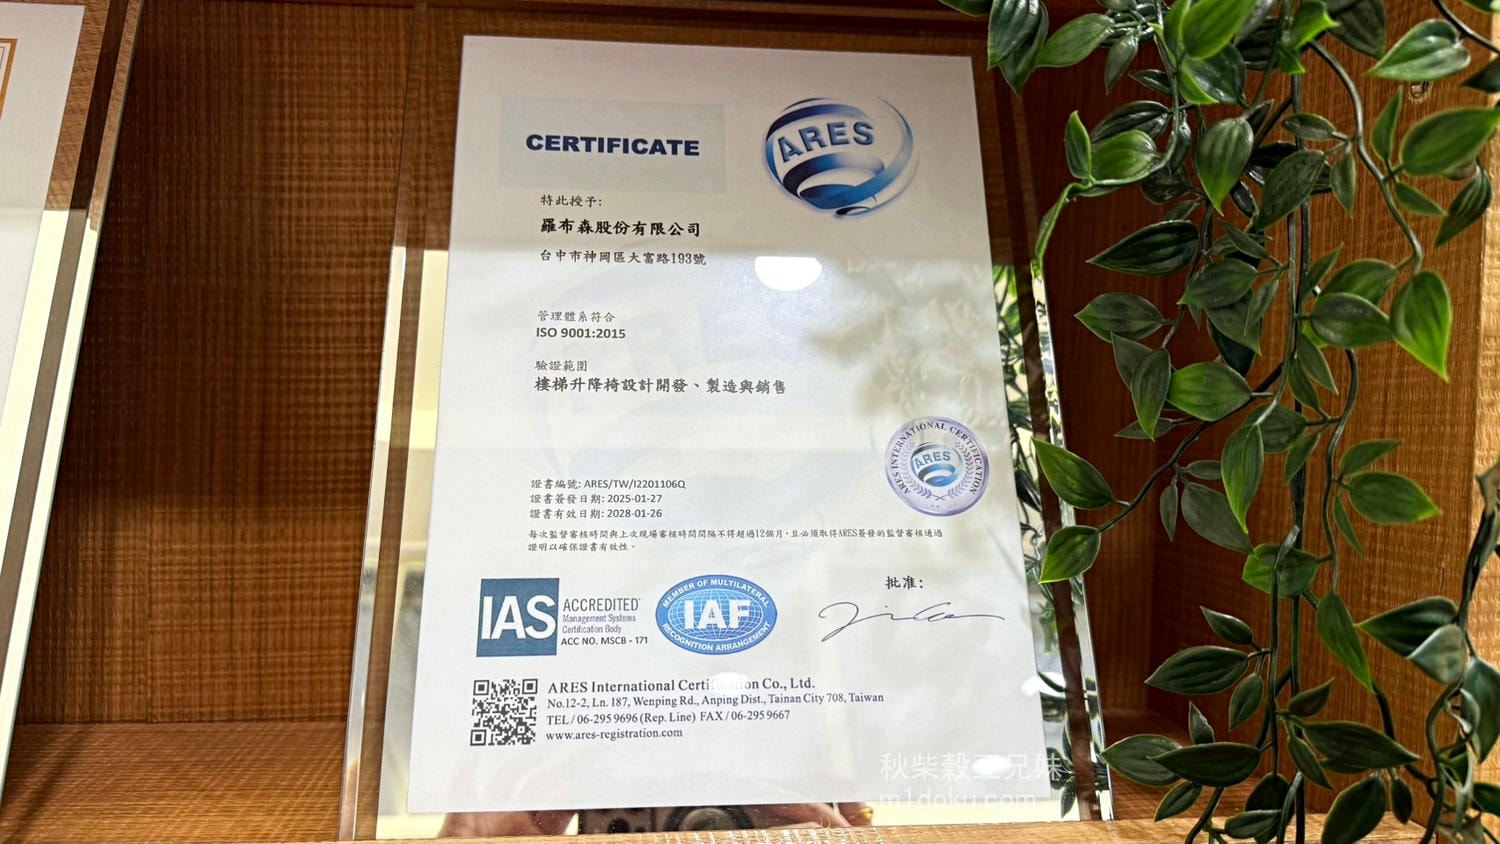 CERTIFICATE
ARES
特此授予:
羅布森股份有限公司
台中市神岡區大富路193號
管理體系符合
ISO 9001:2015
驗證範圍
樓梯升降椅設計開發、製造與銷售
ARES INTERNATIONAL CERTIFICATION
ARES
證書編號: ARES/TW/I2201106Q
證書簽發日期: 2025-01-27
證書有效日期: 2028-01-26
每次監督審核時間與上次現場審核時間間隔不得超過12個月，且必須取得ARES簽發的監督審核通過
證明以確保證書有效性。
批准:
IAS
ACCREDITED
Management Systems
Certification Body
ACC NO. MSCB - 171
MEMBER OF MULTILATERAL
IAF
RECOGNITION ARRANGEMENT
ARES International Certification Co., Ltd.
No.12-2, Ln. 187, Wenping Rd., Anping Dist., Tainan City 708, Taiwan
TEL / 06-295 9696 (Rep. Line) FAX / 06-295 9667
www.ares-registration.com
秋柴穀三兄妹
m1doku.com